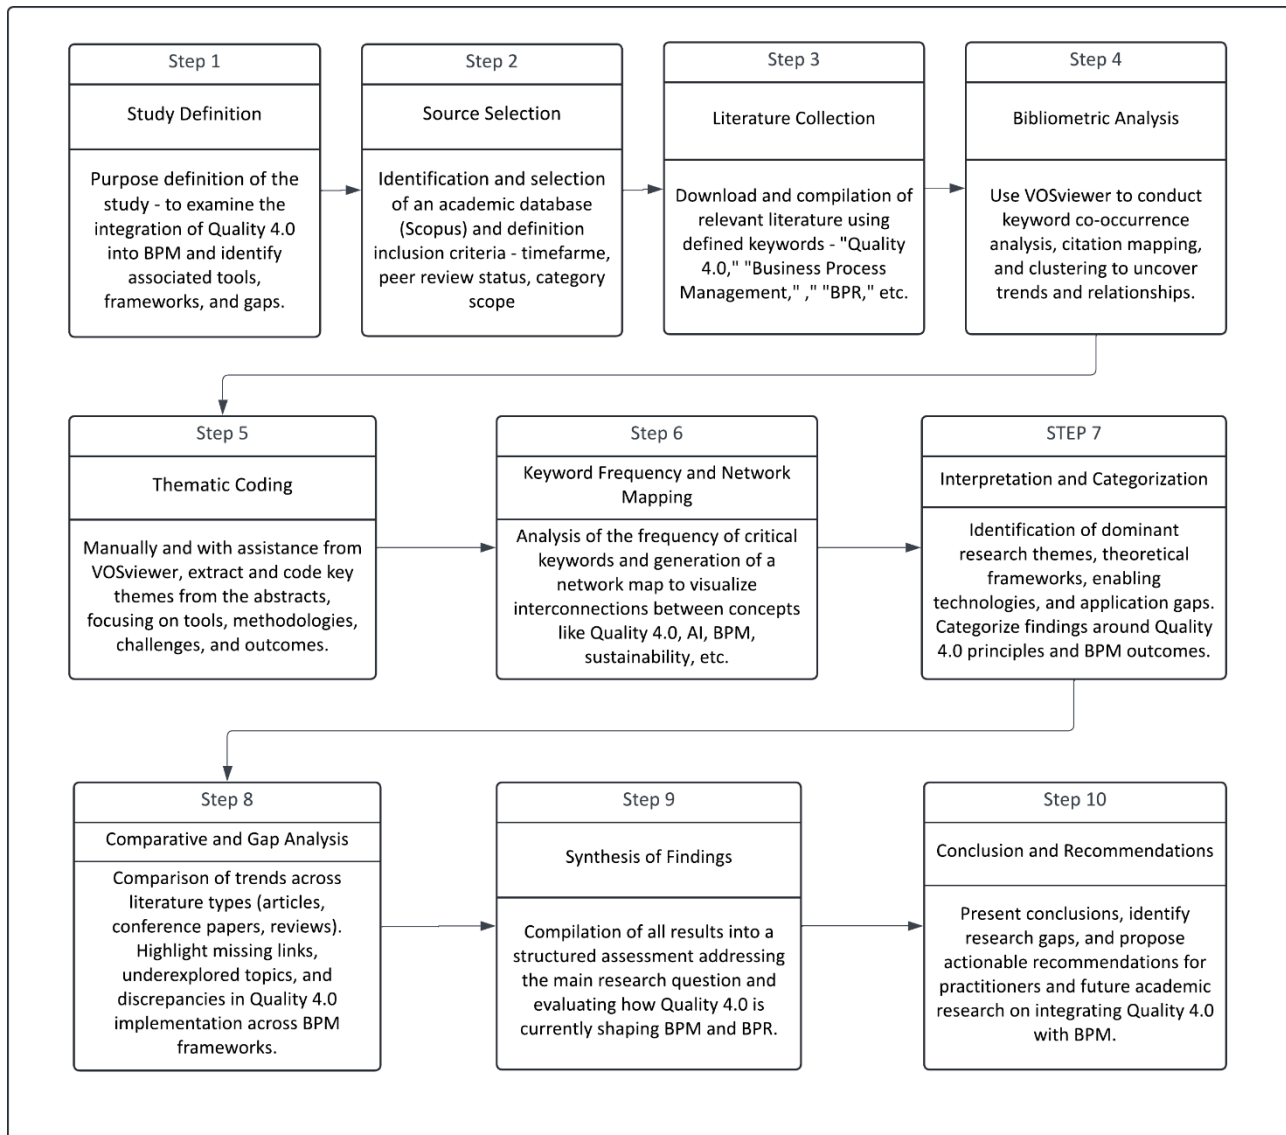 Step 1
Study Definition
Purpose definition of the
study - to examine the
integration of Quality 4.0
into BPM and identify
associated tools,
frameworks, and gaps.
Step 2
Source Selection
Identification and selection
of an academic database
(Scopus) and definition
inclusion criteria - timefarme,
peer review status, category
scope
Step 3
Literature Collection
Download and compilation of
relevant literature using
defined keywords - "Quality
4.0," "Business Process
Management," ," "BPR," etc.
Step 4
Bibliometric Analysis
Use VOSviewer to conduct
keyword co-occurrence
analysis, citation mapping,
and clustering to uncover
trends and relationships.
Step 5
Thematic Coding
Manually and with assistance from
VOSviewer, extract and code key
themes from the abstracts,
focusing on tools, methodologies,
challenges, and outcomes.
Step 6
Keyword Frequency and Network
Mapping
Analysis of the frequency of critical
keywords and generation of a
network map to visualize
interconnections between concepts
like Quality 4.0, AI, BPM,
sustainability, etc.
STEP 7
Interpretation and Categorization
Identification of dominant
research themes, theoretical
frameworks, enabling
technologies, and application gaps.
Categorize findings around Quality
4.0 principles and BPM outcomes.
Step 8
Comparative and Gap Analysis
Comparison of trends across
literature types (articles,
conference papers, reviews).
Highlight missing links,
underexplored topics, and
discrepancies in Quality 4.0
implementation across BPM
frameworks.
Step 9
Synthesis of Findings
Compilation of all results into a
structured assessment addressing
the main research question and
evaluating how Quality 4.0 is
currently shaping BPM and BPR.
Step 10
Conclusion and Recommendations
Present conclusions, identify
research gaps, and propose
actionable recommendations for
practitioners and future academic
research on integrating Quality 4.0
with BPM.